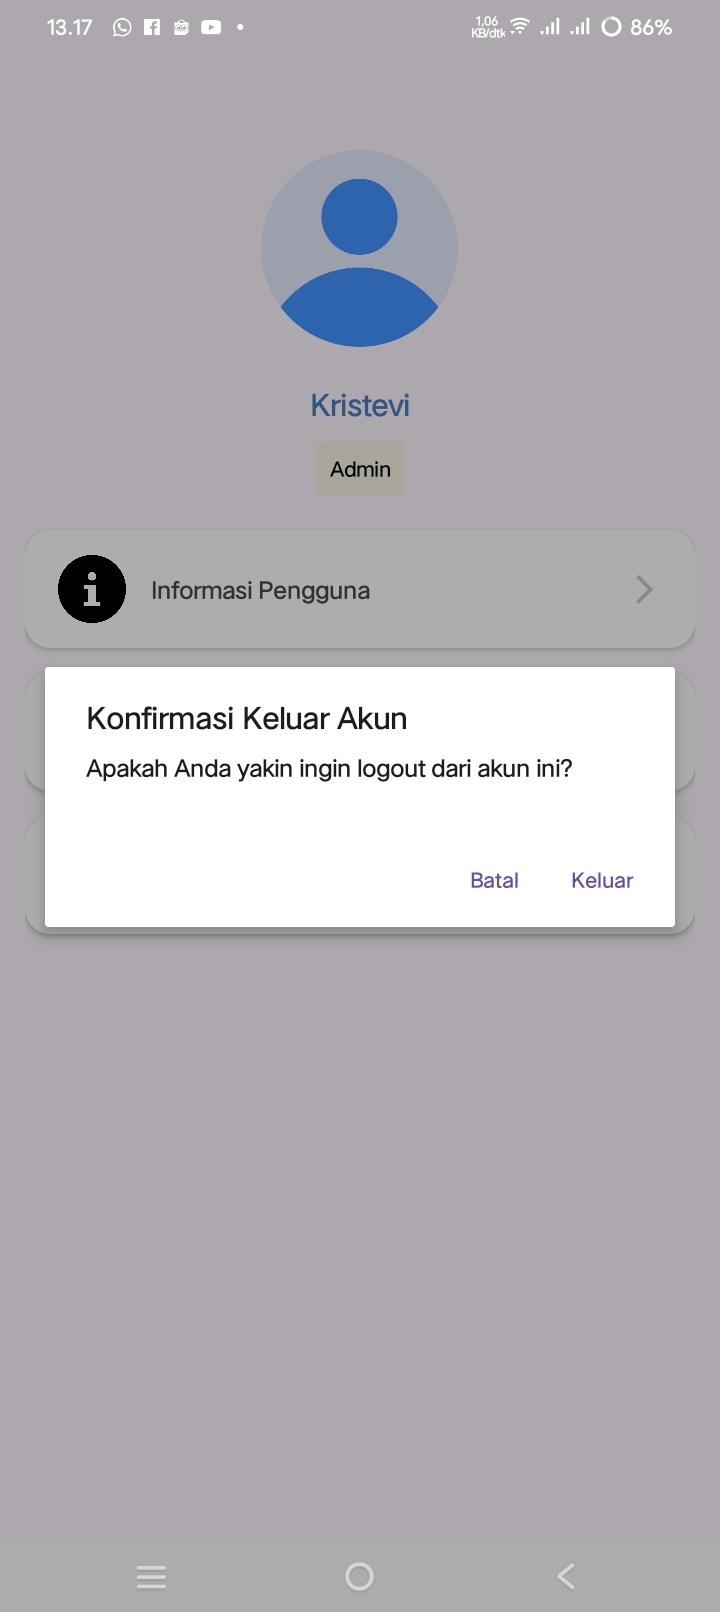 13.17
1,06
KB/dtk
86%
Kristevi
Admin
Informasi Pengguna
Konfirmasi Keluar Akun
Apakah Anda yakin ingin logout dari akun ini?
Batal
Keluar